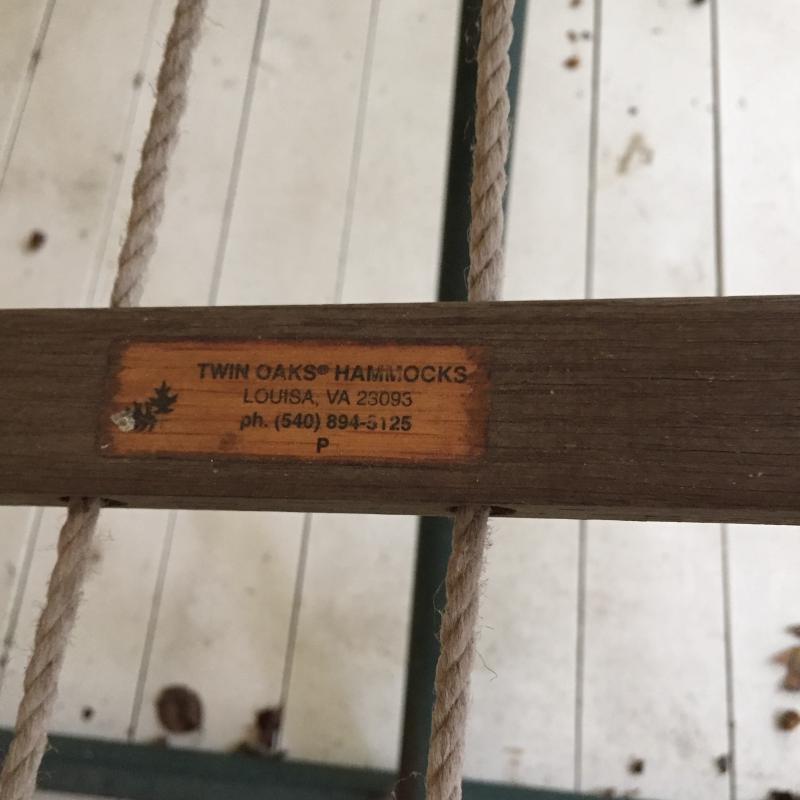 TWIN OAKS® HAMMOCKS
LOUISA, VA 23093
ph. (540) 894-5125
P